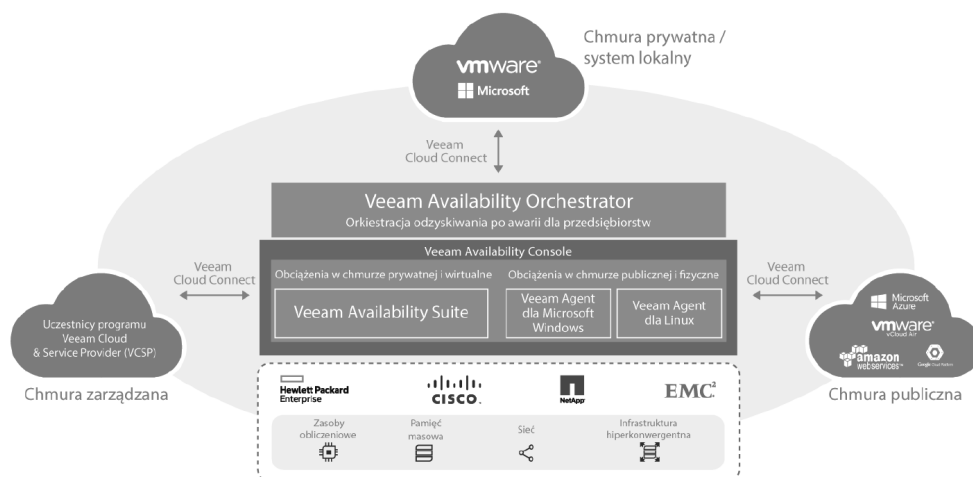 Chmura prywatna /
system lokalny
vmware®
Microsoft
Veeam
Cloud Connect
Veeam Availability Orchestrator
Orkiestracja odzyskiwania po awarii dla przedsiębiorstw
Veeam Availability Console
Obciążenia w chmurze prywatnej i wirtualne
Obciążenia w chmurze publicznej i fizyczne
Veeam Availability Suite
Veeam Agent
dla Microsoft
Windows
Veeam Agent
dla Linux
Veeam
Cloud Connect
Veeam
Cloud Connect
Uczestnicy programu
Veeam Cloud
& Service Provider (VCSP)
Chmura zarządzana
Microsoft
Azure
vmware®
vCloud Air
amazon
webservices™
Google Cloud Platform
Chmura publiczna
Hewlett Packard
Enterprise
CISCO
NetApp
EMC²
Zasoby
obliczeniowe
Pamięć
masowa
Sieć
Infrastruktura
hiperkonwergentna